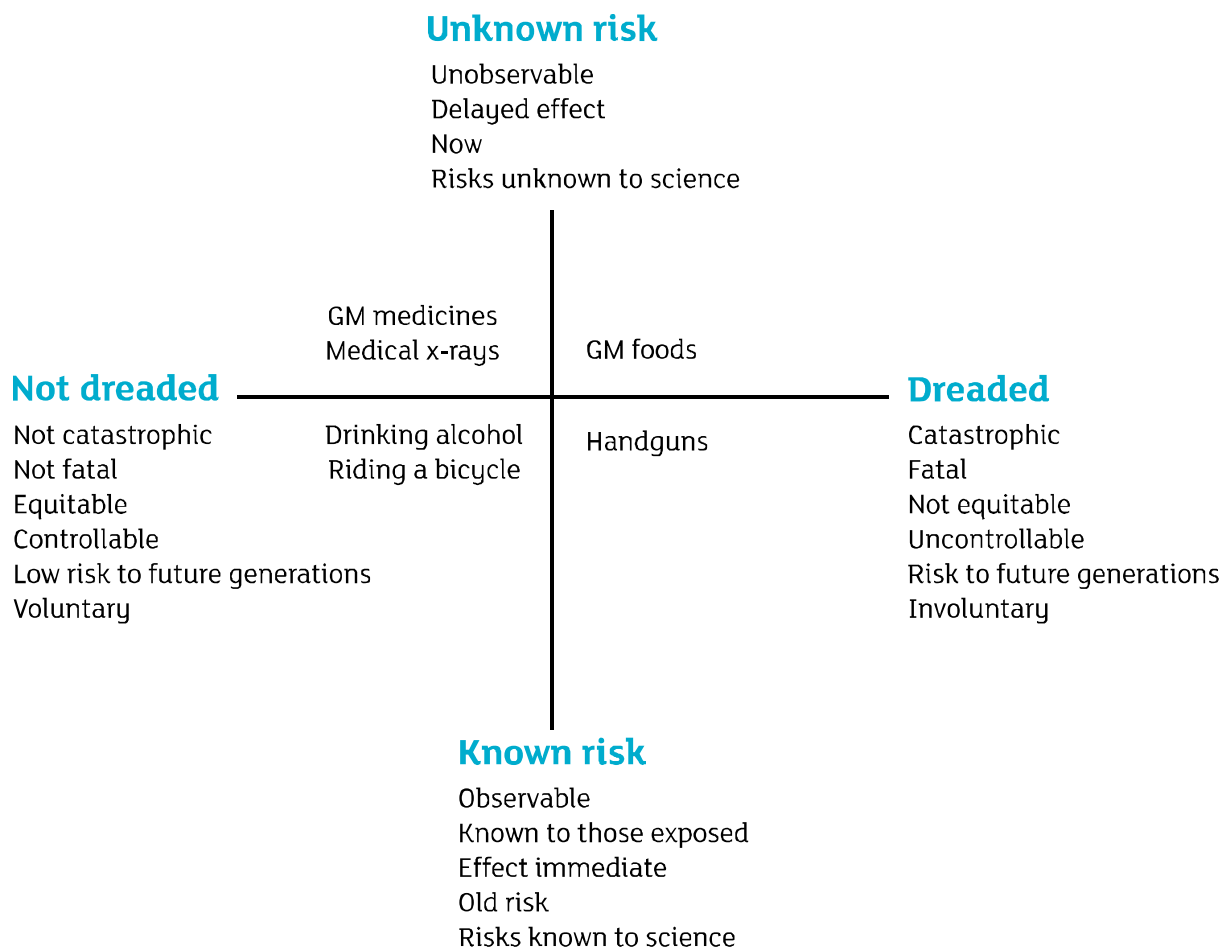 Unknown risk
Unobservable
Delayed effect
Now
Risks unknown to science
GM medicines
Medical x-rays
GM foods
Not dreaded
Not catastrophic
Not fatal
Equitable
Controllable
Low risk to future generations
Voluntary
Drinking alcohol
Riding a bicycle
Handguns
Dreaded
Catastrophic
Fatal
Not equitable
Uncontrollable
Risk to future generations
Involuntary
Known risk
Observable
Known to those exposed
Effect immediate
Old risk
Risks known to science